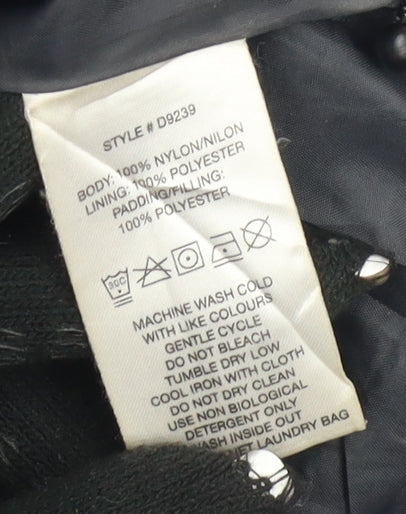 STYLE # D9239
BODY: 100% NYLON/NILON
LINING: 100% POLYESTER
PADDING/FILLING:
100% POLYESTER
30C
MACHINE WASH COLD
WITH LIKE COLOURS
GENTLE CYCLE
DO NOT BLEACH
TUMBLE DRY LOW
COOL IRON WITH CLOTH
DO NOT DRY CLEAN
USE NON BIOLOGICAL
DETERGENT ONLY
WASH INSIDE OUT
LAUNDRY BAG